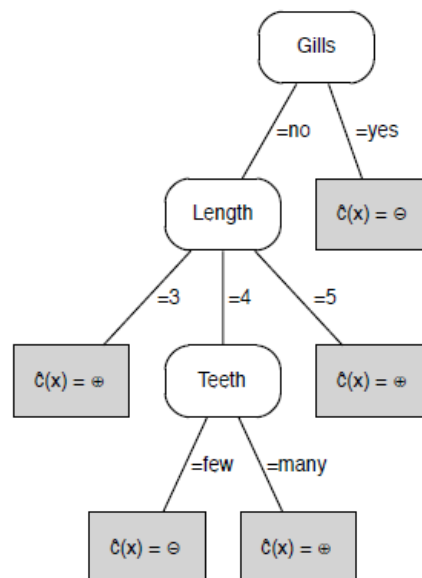 Gills
=no
=yes
Length
ĉ(x) = ⊖
=3
=4
=5
ĉ(x) = ⊕
Teeth
ĉ(x) = ⊕
=few
=many
ĉ(x) = ⊖
ĉ(x) = ⊕